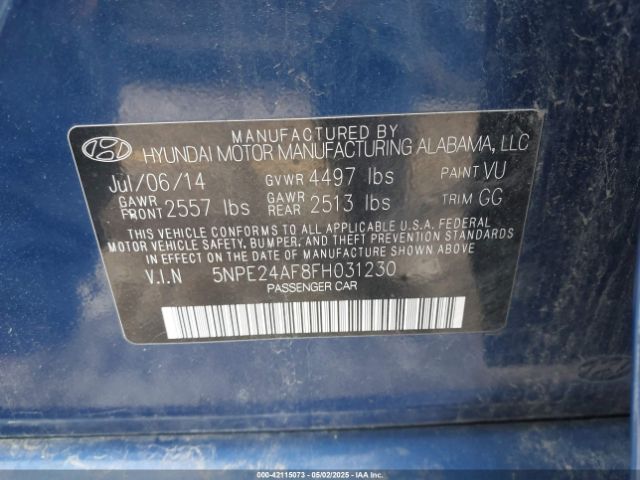 MANUFACTURED BY
HYUNDAI MOTOR MANUFACTURING ALABAMA, LLC
Jul/06/14 GVWR 4497 lbs PAINT VU
GAWR FRONT 2557 lbs GAWR REAR 2513 lbs TRIM GG
THIS VEHICLE CONFORMS TO ALL APPLICABLE U.S.A. FEDERAL
MOTOR VEHICLE SAFETY, BUMPER, AND THEFT PREVENTION STANDARDS
IN EFFECT ON THE DATE OF MANUFACTURE SHOWN ABOVE.
V.I.N 5NPE24AF8FH031230
PASSENGER CAR
000-42115073 - 05/02/2025 - IAAI.COM